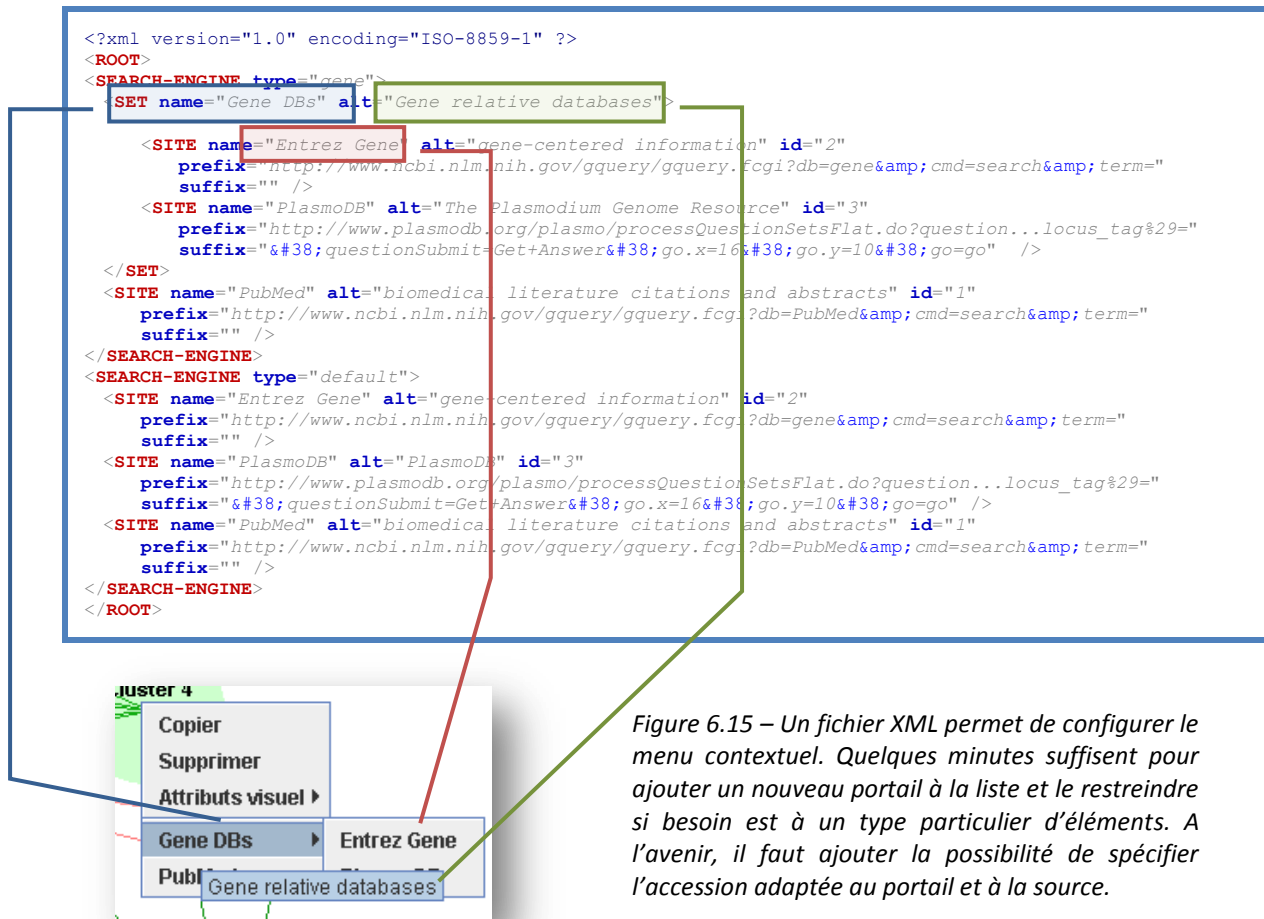 <?xml version="1.0" encoding="ISO-8859-1" ?>
<ROOT>
<SEARCH-ENGINE type="gene">
<SET name="Gene DBs" alt="Gene relative databases">
<SITE name="Entrez Gene" alt="gene-centered information" id="2"
prefix="http://www.ncbi.nlm.nih.gov/gquery/gquery.fcgi?db=gene&amp;cmd=search&amp;term="
suffix="" />
<SITE name="PlasmoDB" alt="The Plasmodium Genome Resource" id="3"
prefix="http://www.plasmodb.org/plasmo/processQuestionSetsFlat.do?question...locus_tag%29="
suffix="&#38;questionSubmit=Get+Answer&#38;go.x=16&#38;go.y=10&#38;go=go" />
</SET>
<SITE name="PubMed" alt="biomedical literature citations and abstracts" id="1"
prefix="http://www.ncbi.nlm.nih.gov/gquery/gquery.fcgi?db=PubMed&amp;cmd=search&amp;term="
suffix="" />
</SEARCH-ENGINE>
<SEARCH-ENGINE type="default">
<SITE name="Entrez Gene" alt="gene-centered information" id="2"
prefix="http://www.ncbi.nlm.nih.gov/gquery/gquery.fcgi?db=gene&amp;cmd=search&amp;term="
suffix="" />
<SITE name="PlasmoDB" alt="PlasmoDB" id="3"
prefix="http://www.plasmodb.org/plasmo/processQuestionSetsFlat.do?question...locus_tag%29="
suffix="&#38;questionSubmit=Get+Answer&#38;go.x=16&#38;go.y=10&#38;go=go" />
<SITE name="PubMed" alt="biomedical literature citations and abstracts" id="1"
prefix="http://www.ncbi.nlm.nih.gov/gquery/gquery.fcgi?db=PubMed&amp;cmd=search&amp;term="
suffix="" />
</SEARCH-ENGINE>
</ROOT>
4
Copier
Supprimer
Attributs visuel
Gene DBs
Entrez Gene
Gene relative databases
Figure 6.15 – Un fichier XML permet de configurer le
menu contextuel. Quelques minutes suffisent pour
ajouter un nouveau portail à la liste et le restreindre
si besoin est à un type particulier d'éléments. A
l'avenir, il faut ajouter la possibilité de spécifier
l'accession adaptée au portail et à la source.